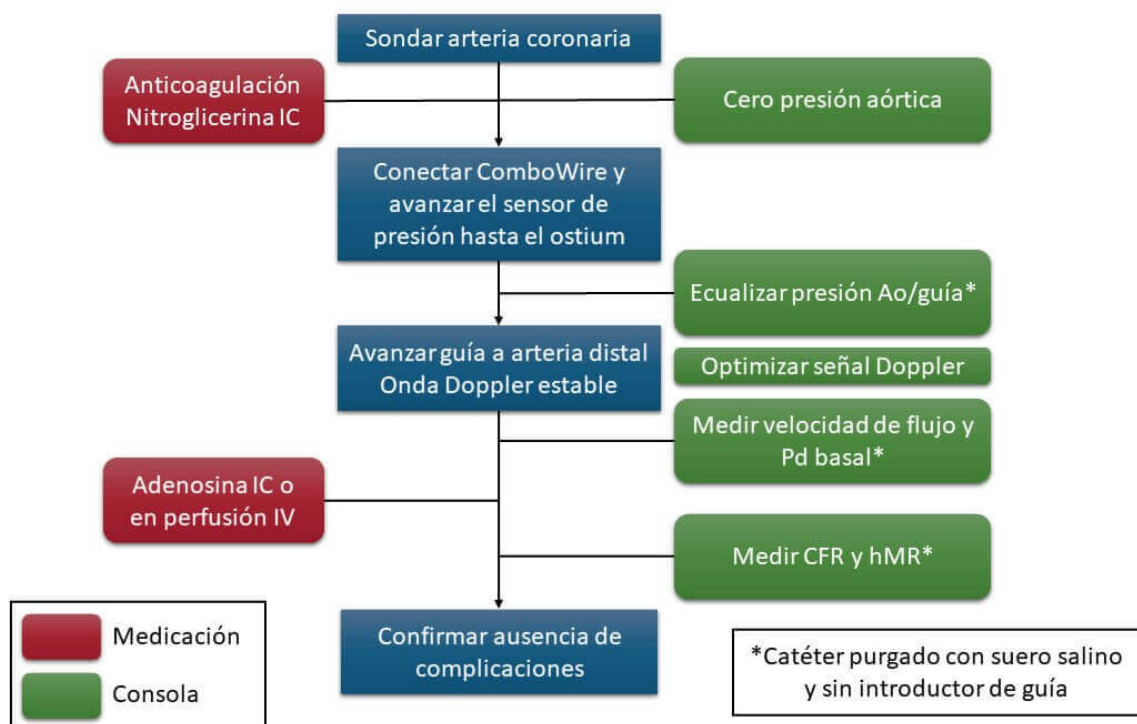 Sondar arteria coronaria
Anticoagulación
Nitroglicerina IC
Cero presión aórtica
Conectar ComboWire y
avanzar el sensor de
presión hasta el ostium
Ecualizar presión Ao/guía*
Avanzar guía a arteria distal
Onda Doppler estable
Optimizar señal Doppler
Medir velocidad de flujo y
Pd basal*
Adenosina IC o
en perfusión IV
Medir CFR y hMR*
Confirmar ausencia de
complicaciones
Medicación
Consola
*Catéter purgado con suero salino
y sin introductor de guía